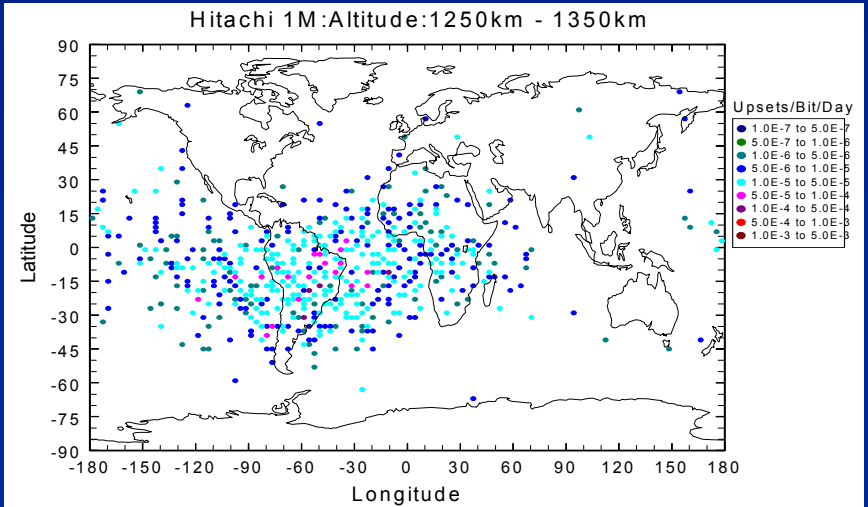 Hitachi 1M:Altitude:1250km - 1350km
90
75
60
45
30
15
0
-15
-30
-45
-60
-75
-90
Latitude
-180 -150 -120 -90 -60 -30 0 30 60 90 120 150 180
Longitude
Upsets/Bit/Day
1.0E-7 to 5.0E-7
5.0E-7 to 1.0E-6
1.0E-6 to 5.0E-6
5.0E-6 to 1.0E-5
1.0E-5 to 5.0E-5
5.0E-5 to 1.0E-4
1.0E-4 to 5.0E-4
5.0E-4 to 1.0E-3
1.0E-3 to 5.0E-3